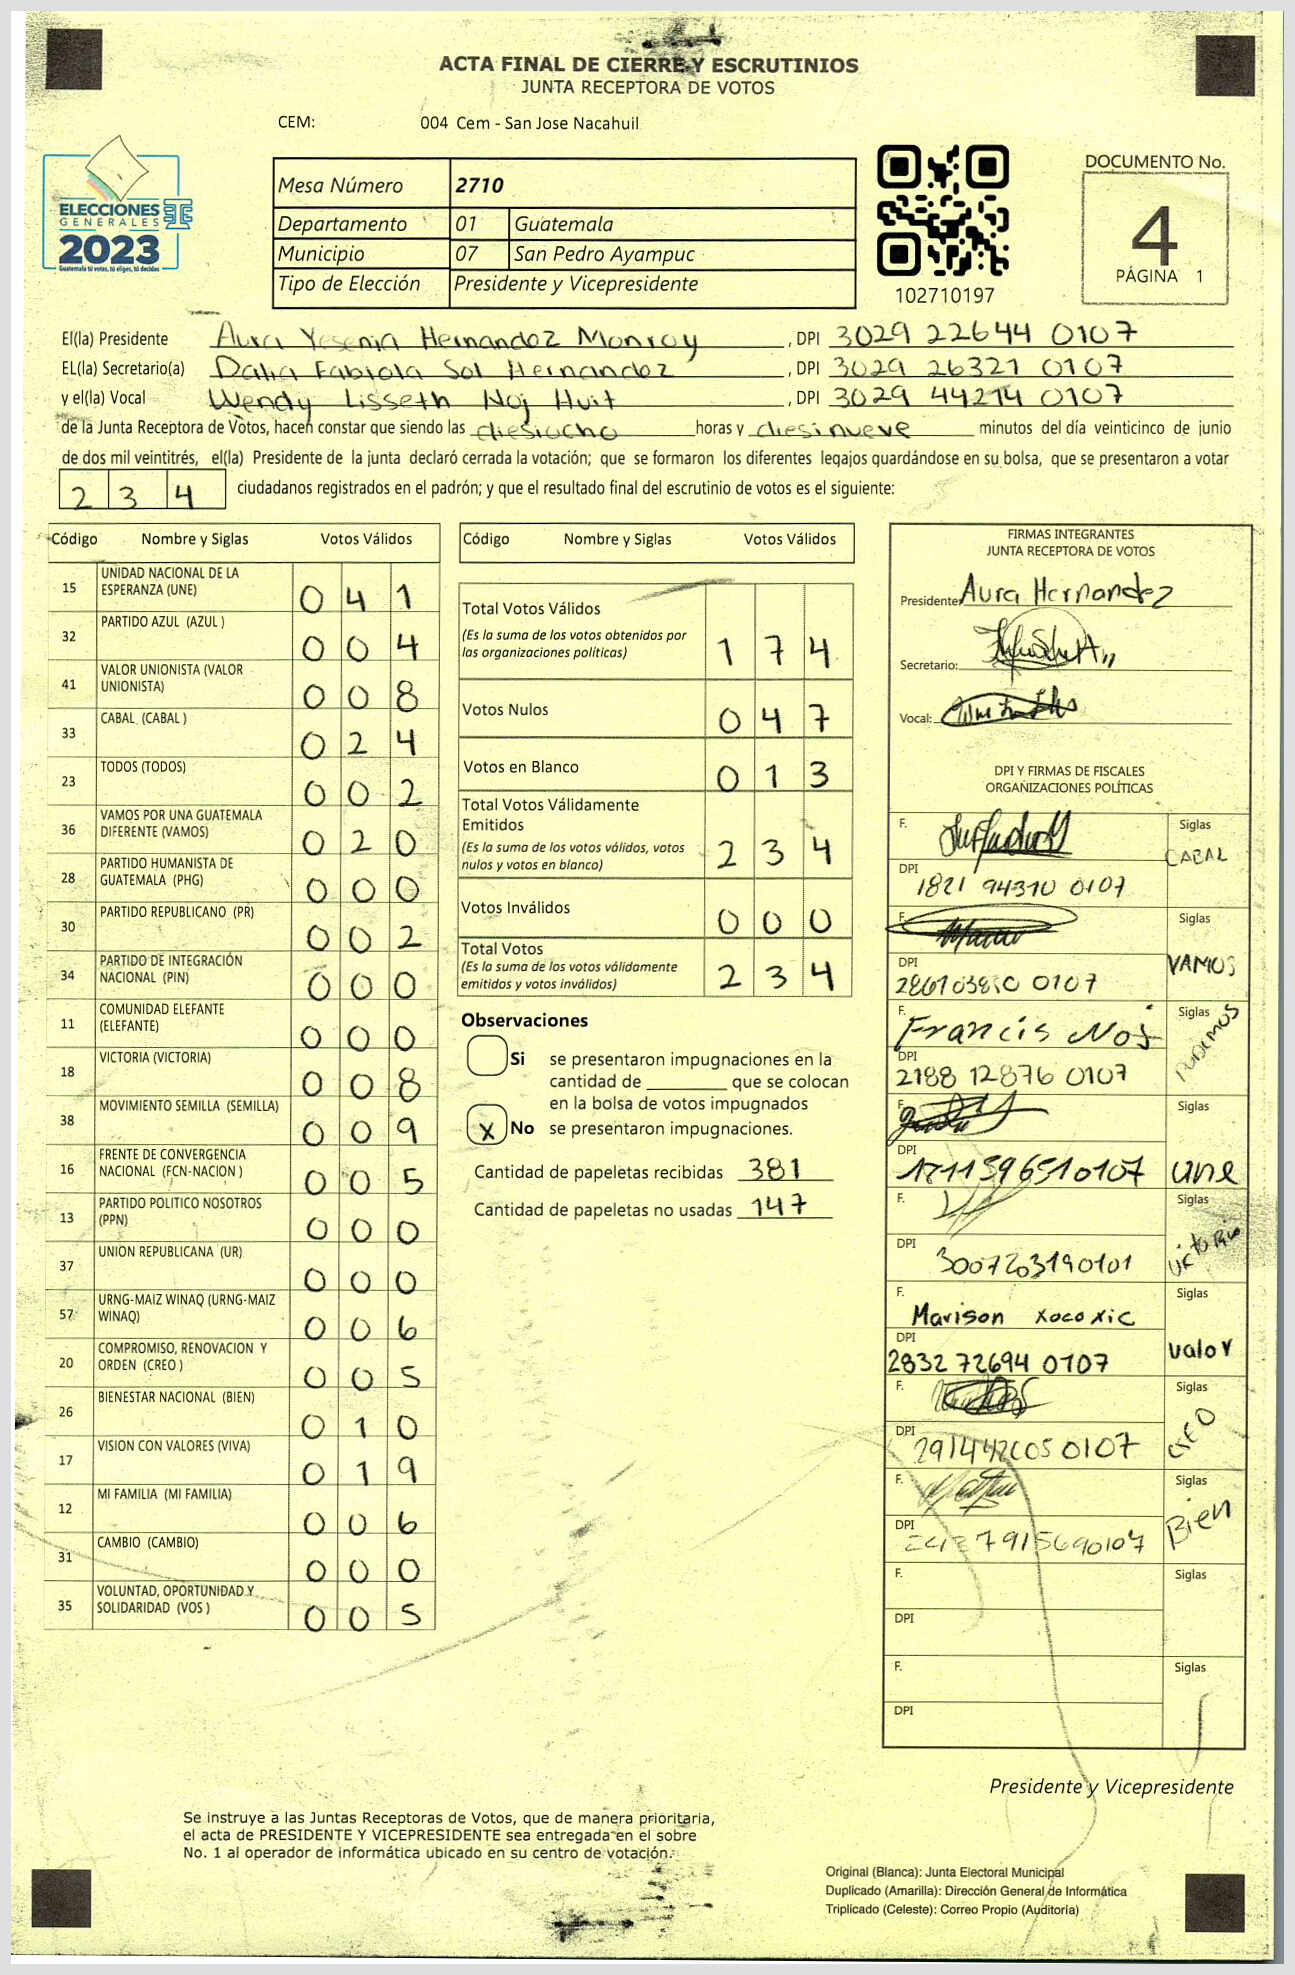 ACTA FINAL DE CIERRE Y ESCRUTINIOS
JUNTA RECEPTORA DE VOTOS
CEM: 004 Cem - San Jose Nacahuil
ELECCIONES
GENERALES
2023
Guatemala tú votas, tú eliges, tú decides
Mesa Número 2710
Departamento 01 Guatemala
Municipio 07 San Pedro Ayampuc
Tipo de Elección Presidente y Vicepresidente
102710197
DOCUMENTO No.
4
PÁGINA 1
El(la) Presidente Aura Yesenia Hernandez Monroy , DPI 3029 22644 0107
EL(la) Secretario(a) Dalia Fabiola Sol Hernandez , DPI 3029 26321 0107
y el(la) Vocal Wendy Lisseth Noj Huit , DPI 3029 44214 0107
de la Junta Receptora de Votos, hacen constar que siendo las diesiocho horas y diesinueve minutos del día veinticinco de junio
de dos mil veintitrés, el(la) Presidente de la junta declaró cerrada la votación; que se formaron los diferentes legajos guardándose en su bolsa, que se presentaron a votar
2 3 4 ciudadanos registrados en el padrón; y que el resultado final del escrutinio de votos es el siguiente:
Código Nombre y Siglas Votos Válidos
15 UNIDAD NACIONAL DE LA
ESPERANZA (UNE) 0 4 1
32 PARTIDO AZUL (AZUL ) 0 0 4
41 VALOR UNIONISTA (VALOR
UNIONISTA) 0 0 8
33 CABAL (CABAL ) 0 2 4
23 TODOS (TODOS) 0 0 2
36 VAMOS POR UNA GUATEMALA
DIFERENTE (VAMOS) 0 2 0
28 PARTIDO HUMANISTA DE
GUATEMALA (PHG) 0 0 0
30 PARTIDO REPUBLICANO (PR) 0 0 2
34 PARTIDO DE INTEGRACIÓN
NACIONAL (PIN) 0 0 0
11 COMUNIDAD ELEFANTE
(ELEFANTE) 0 0 0
18 VICTORIA (VICTORIA) 0 0 8
38 MOVIMIENTO SEMILLA (SEMILLA) 0 0 9
16 FRENTE DE CONVERGENCIA
NACIONAL (FCN-NACION ) 0 0 5
13 PARTIDO POLITICO NOSOTROS
(PPN) 0 0 0
37 UNION REPUBLICANA (UR) 0 0 0
57 URNG-MAIZ WINAQ (URNG-MAIZ
WINAQ) 0 0 6
20 COMPROMISO, RENOVACION Y
ORDEN (CREO ) 0 0 5
26 BIENESTAR NACIONAL (BIEN) 0 1 0
17 VISION CON VALORES (VIVA) 0 1 9
12 MI FAMILIA (MI FAMILIA) 0 0 6
31 CAMBIO (CAMBIO) 0 0 0
35 VOLUNTAD, OPORTUNIDAD Y
SOLIDARIDAD (VOS ) 0 0 5
Código Nombre y Siglas Votos Válidos
Total Votos Válidos
(Es la suma de los votos obtenidos por
las organizaciones políticas) 1 7 4
Votos Nulos 0 4 7
Votos en Blanco 0 1 3
Total Votos Válidamente
Emitidos
(Es la suma de los votos válidos, votos
nulos y votos en blanco) 2 3 4
Votos Inválidos 0 0 0
Total Votos
(Es la suma de los votos válidamente
emitidos y votos inválidos) 2 3 4
Observaciones
Si se presentaron impugnaciones en la
cantidad de ________ que se colocan
en la bolsa de votos impugnados
X No se presentaron impugnaciones.
Cantidad de papeletas recibidas 381
Cantidad de papeletas no usadas 147
FIRMAS INTEGRANTES
JUNTA RECEPTORA DE VOTOS
Presidente: Aura Hernandez
Secretario:
Vocal:
DPI Y FIRMAS DE FISCALES
ORGANIZACIONES POLÍTICAS
F. Siglas
CABAL
DPI
1821 94310 0107
F. Siglas
VAMOS
DPI
0107
F. Siglas
Francis Noj PODEMOS
DPI
2188 12876 0107
F. Siglas
DPI
1711596510107 une
F. Siglas
Victoria
DPI
3007203190101
F. Siglas
Marison xocoxic
DPI valor
2832 72694 0107
F. Siglas
CREO
DPI
291442605 0107
F. Siglas
Bien
DPI
F. Siglas
DPI
F. Siglas
DPI
Presidente y Vicepresidente
Se instruye a las Juntas Receptoras de Votos, que de manera prioritaria,
el acta de PRESIDENTE Y VICEPRESIDENTE sea entregada en el sobre
No. 1 al operador de informática ubicado en su centro de votación.
Original (Blanca): Junta Electoral Municipal
Duplicado (Amarilla): Dirección General de Informática
Triplicado (Celeste): Correo Propio (Auditoría)